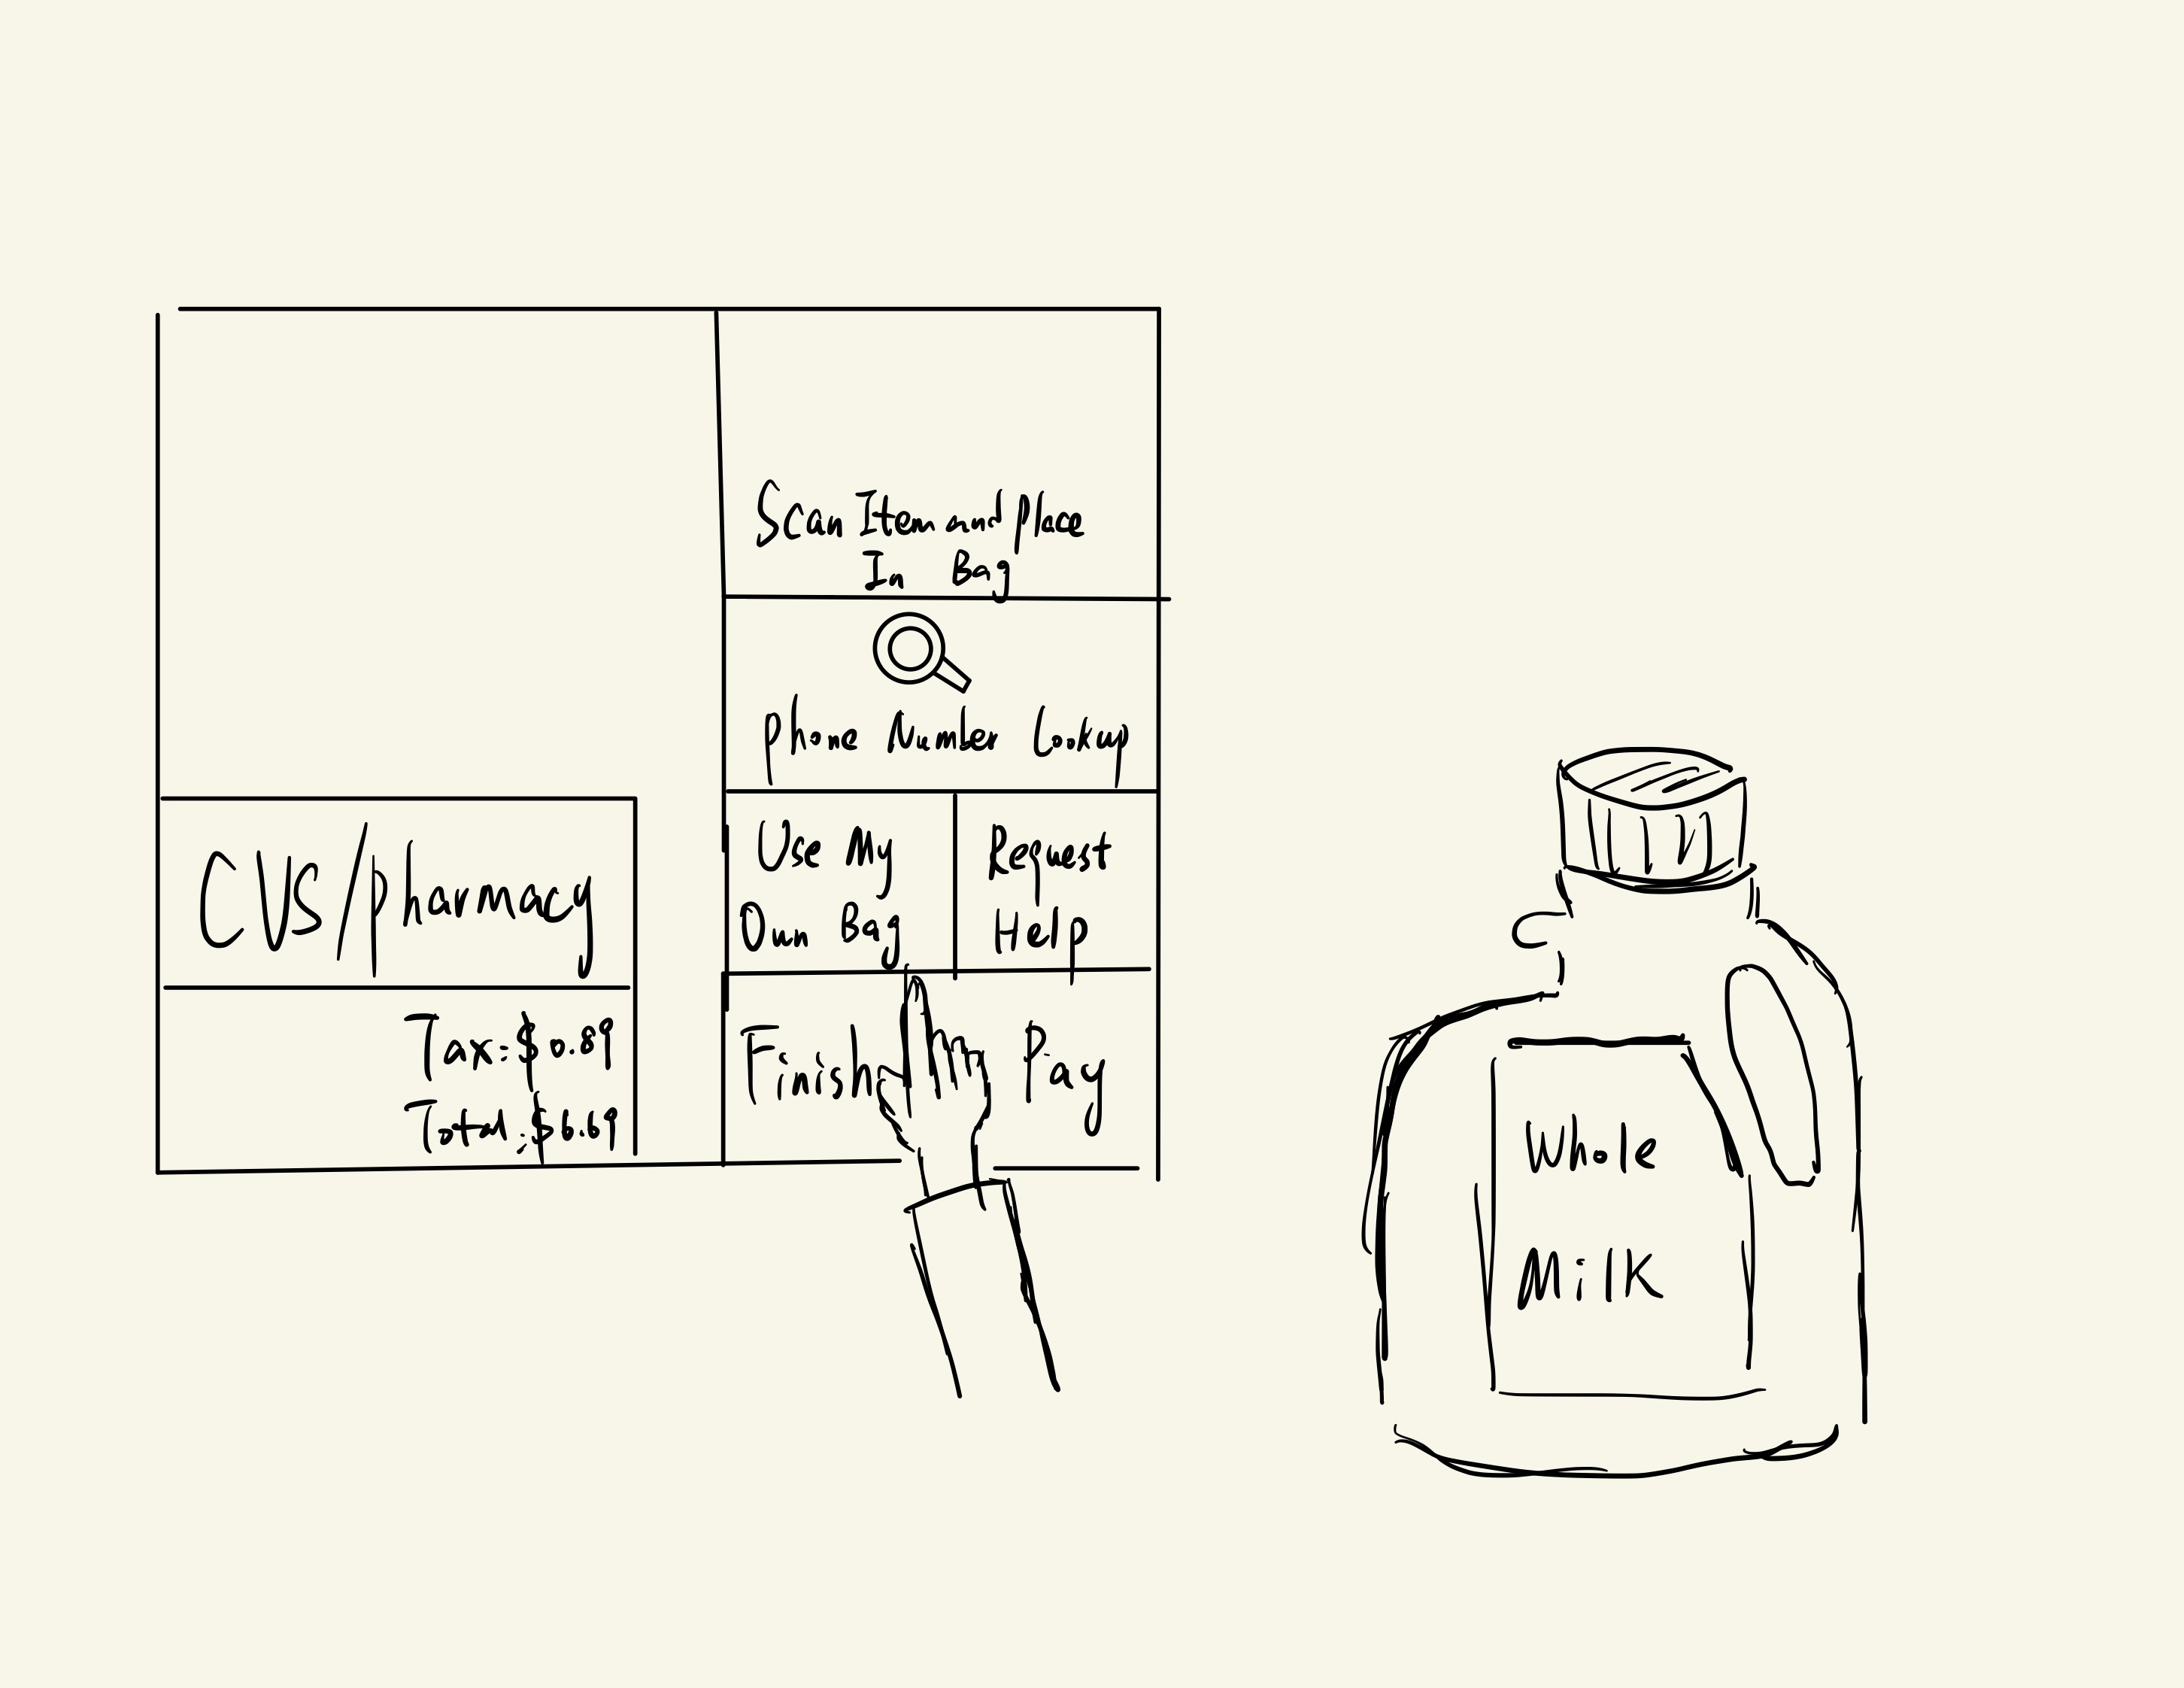 Scan Item and Place
In Bag
Phone Number Lookup
Use My
Own Bag
Request
Help
CVS/pharmacy
Tax: $0.89
Total: $6.69
Finish Pay
Whole
Milk